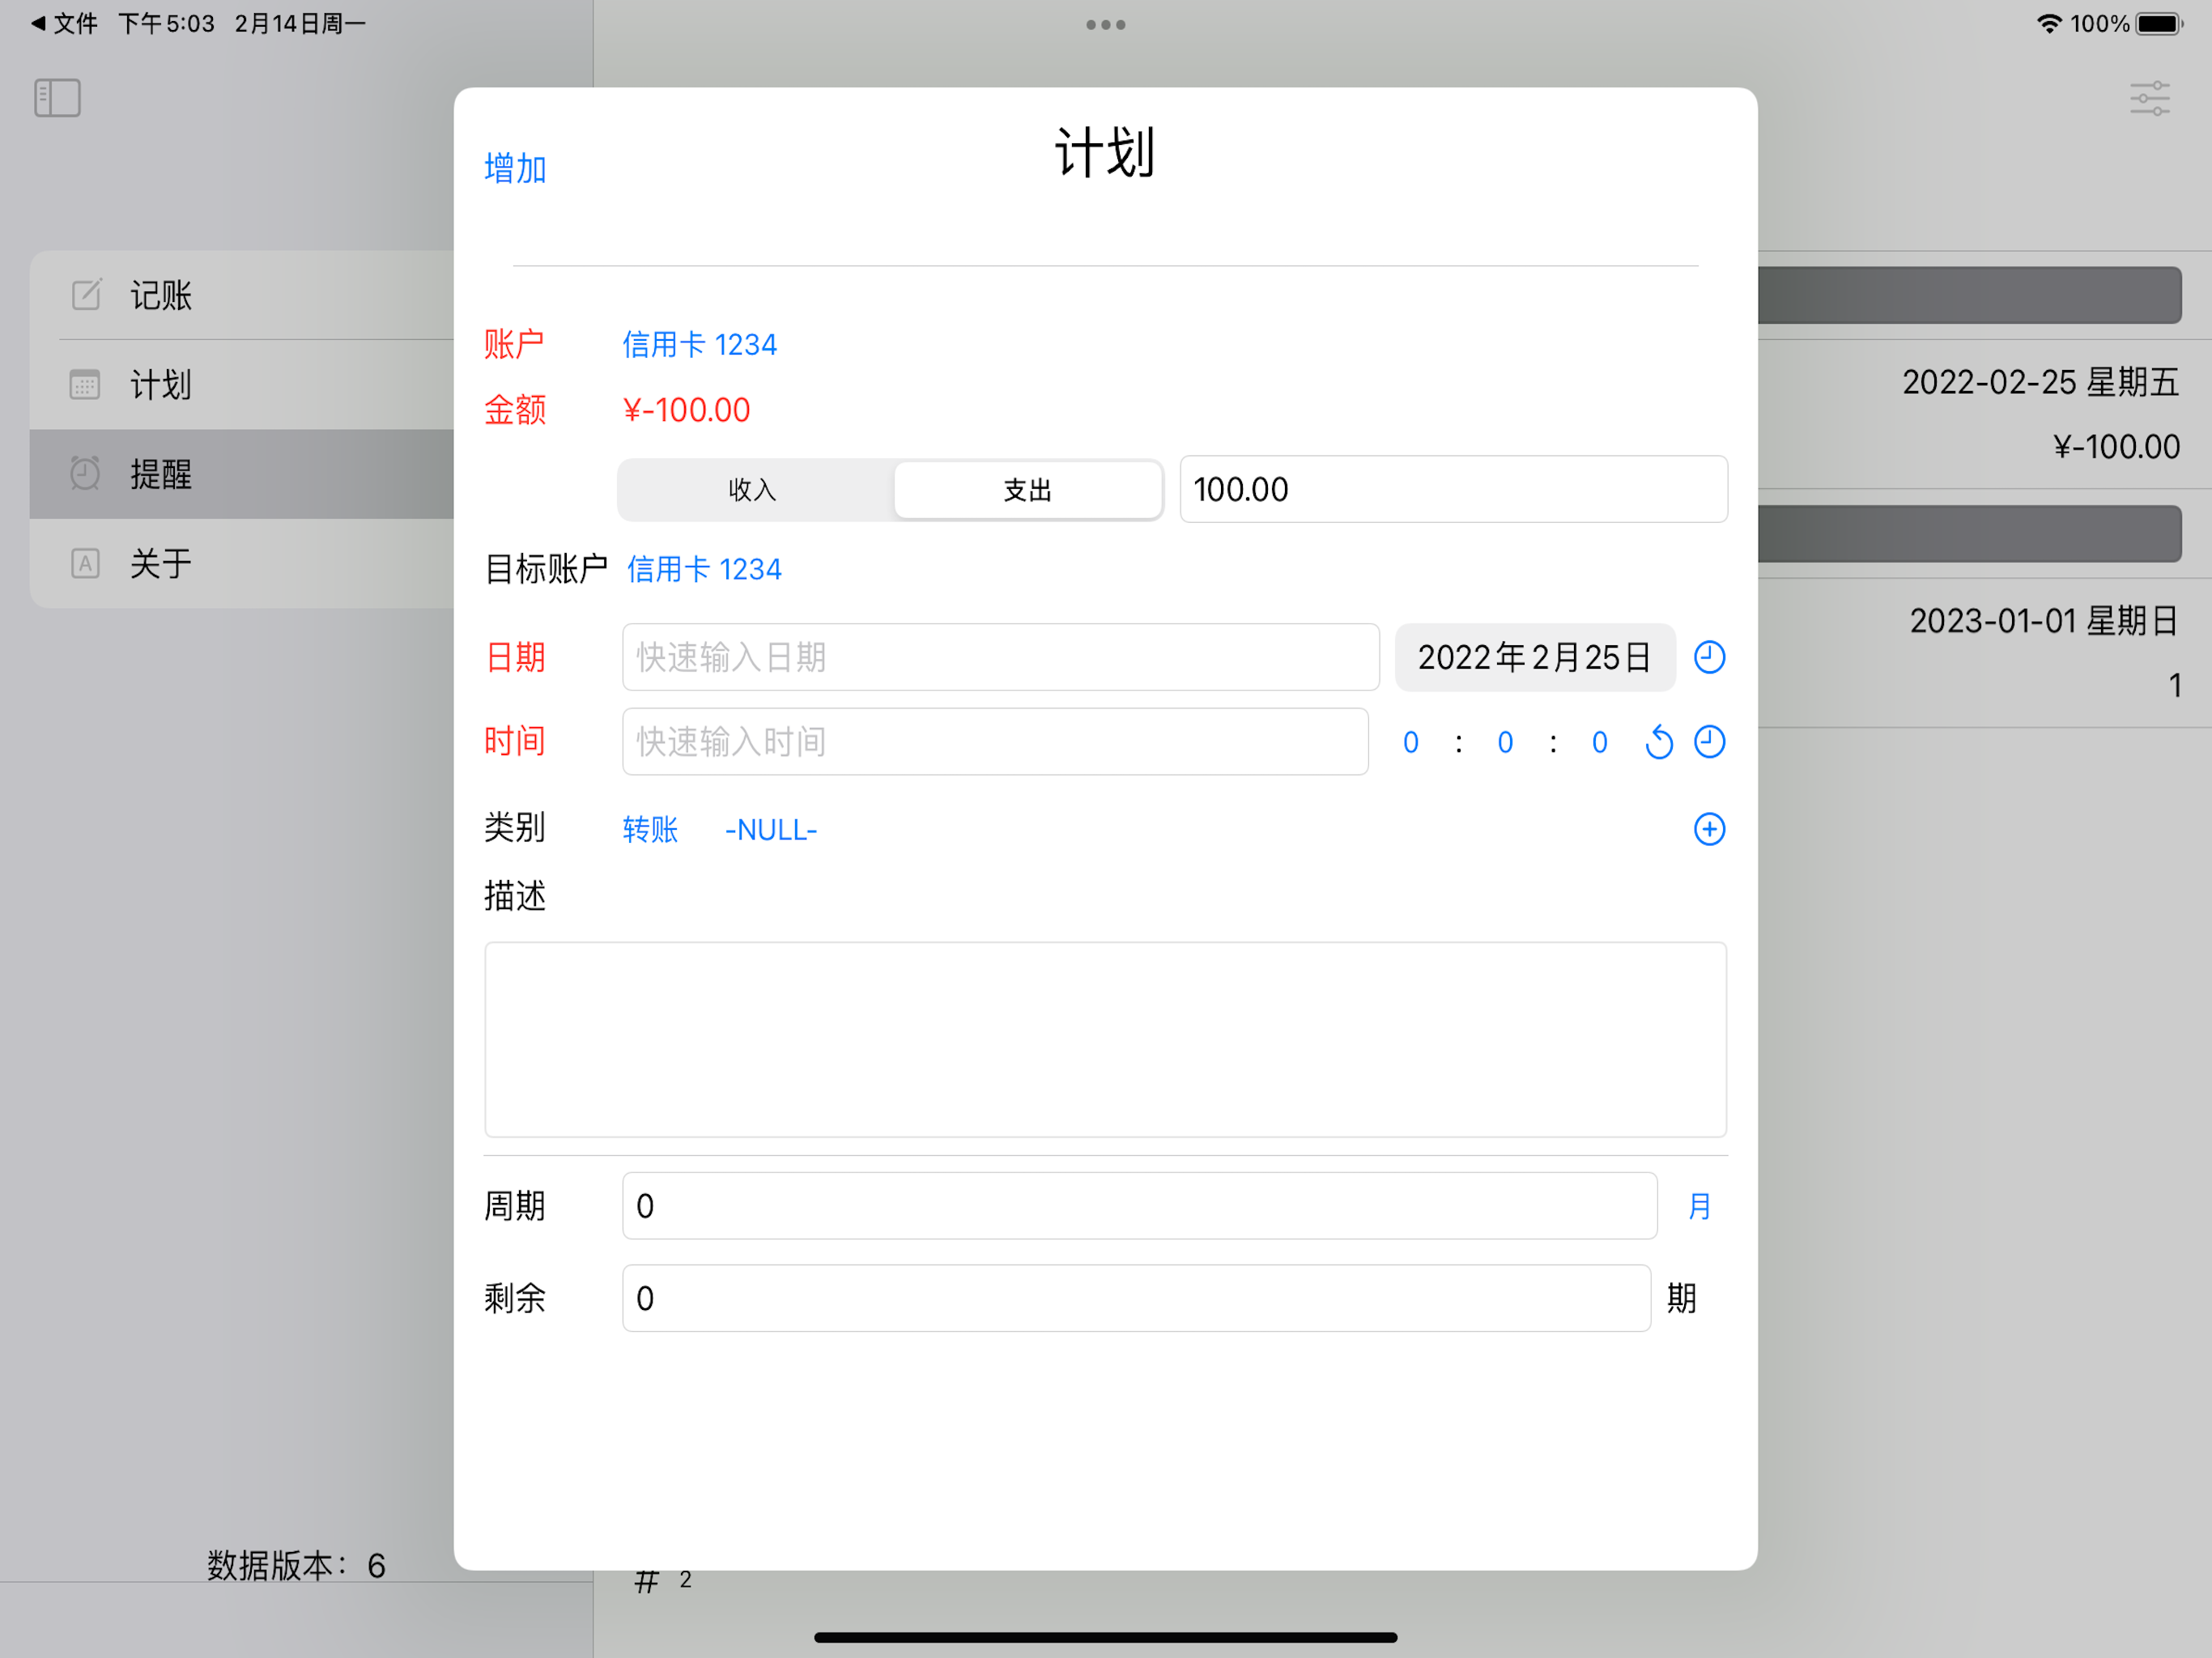 文件 下午5:03 2月14日周一
100%
计划
增加
记账
计划
提醒
关于
账户 信用卡 1234
金额 ¥-100.00
收入 支出 100.00
目标账户 信用卡 1234
日期 快速输入日期 2022年2月25日
时间 快速输入时间 0 : 0 : 0
类别 转账 -NULL-
描述
周期 0 月
剩余 0 期
2022-02-25 星期五
¥-100.00
2023-01-01 星期日
1
数据版本：6
# 2